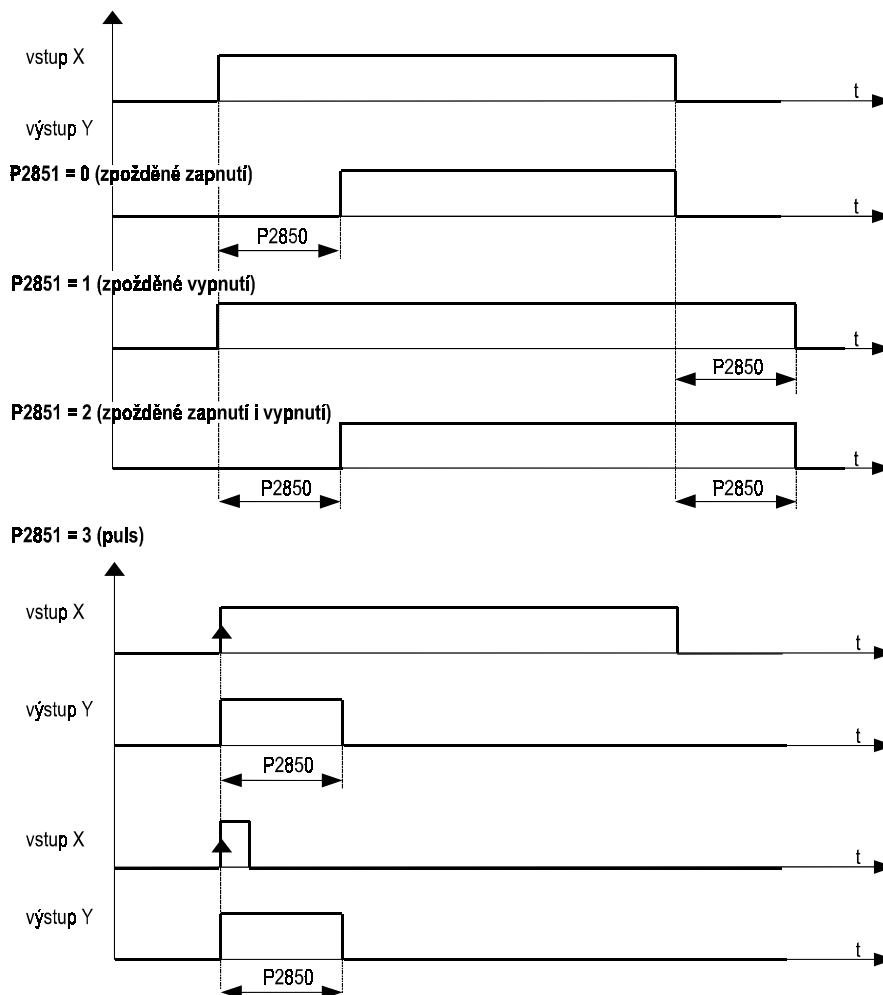 vstup X
t
výstup Y
P2851 = 0 (zpožděné zapnutí)
t
P2850
P2851 = 1 (zpožděné vypnutí)
t
P2850
P2851 = 2 (zpožděné zapnutí i vypnutí)
t
P2850
P2850
P2851 = 3 (puls)
vstup X
t
výstup Y
t
P2850
vstup X
t
výstup Y
t
P2850